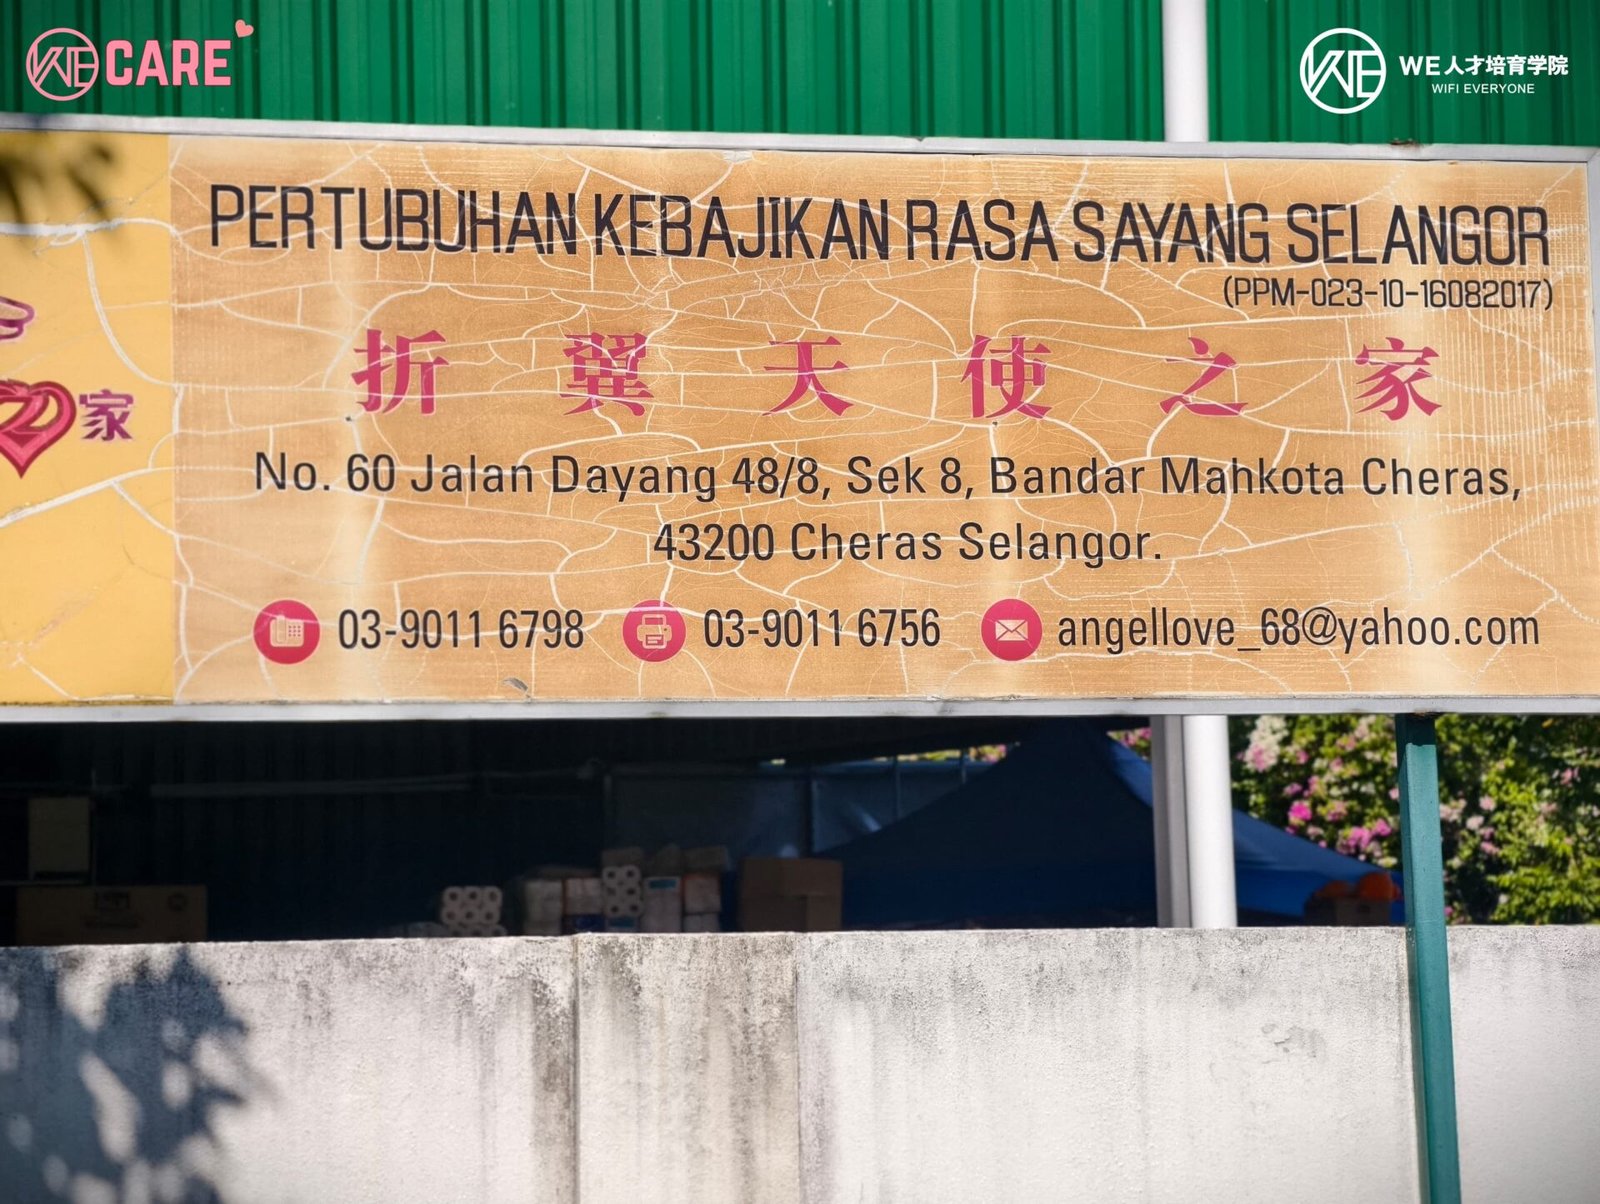 WE CARE
WE WE人才培育学院
WIFI EVERYONE
PERTUBUHAN KEBAJIKAN RASA SAYANG SELANGOR
(PPM-023-10-16082017)
折翼天使之家
家
No. 60 Jalan Dayang 48/8, Sek 8, Bandar Mahkota Cheras,
43200 Cheras Selangor.
03-9011 6798 03-9011 6756 angellove_68@yahoo.com